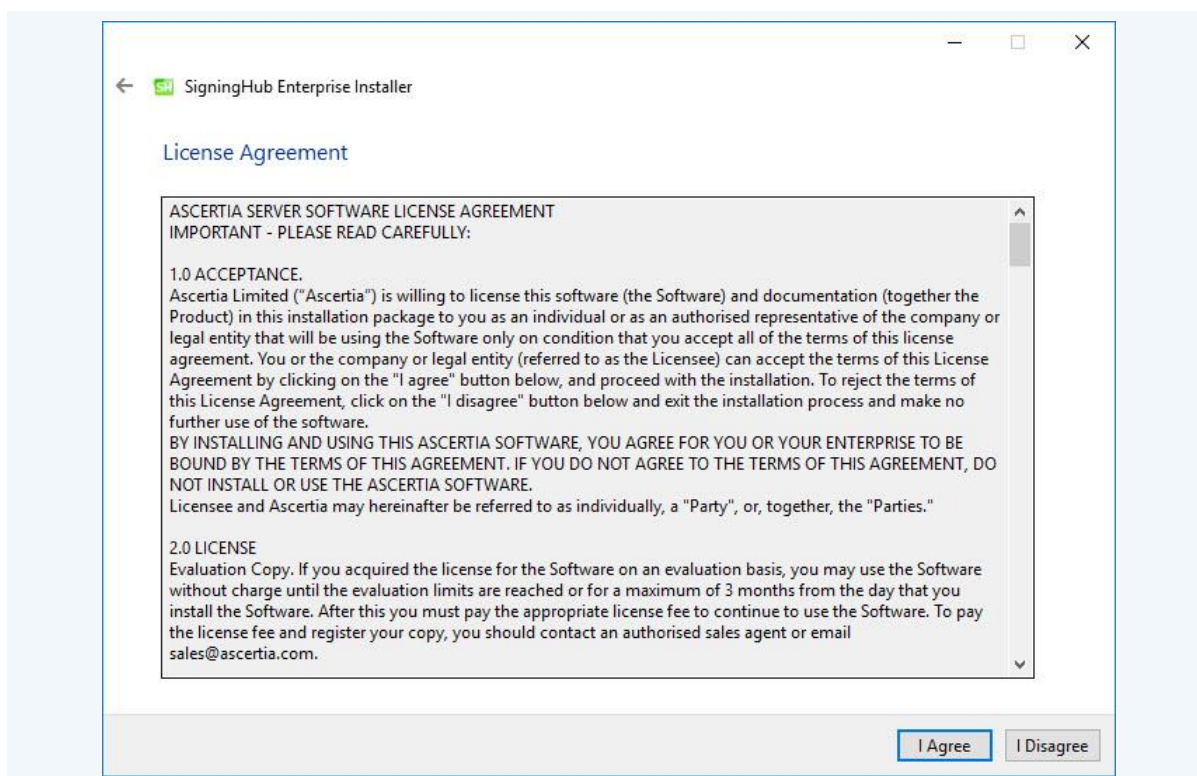 SigningHub Enterprise Installer
License Agreement
ASCERTIA SERVER SOFTWARE LICENSE AGREEMENT
IMPORTANT - PLEASE READ CAREFULLY:
1.0 ACCEPTANCE.
Ascertia Limited (“Ascertia”) is willing to license this software (the Software) and documentation (together the
Product) in this installation package to you as an individual or as an authorised representative of the company or
legal entity that will be using the Software only on condition that you accept all of the terms of this license
agreement. You or the company or legal entity (referred to as the Licensee) can accept the terms of this License
Agreement by clicking on the "I agree" button below, and proceed with the installation. To reject the terms of
this License Agreement, click on the "I disagree" button below and exit the installation process and make no
further use of the software.
BY INSTALLING AND USING THIS ASCERTIA SOFTWARE, YOU AGREE FOR YOU OR YOUR ENTERPRISE TO BE
BOUND BY THE TERMS OF THIS AGREEMENT. IF YOU DO NOT AGREE TO THE TERMS OF THIS AGREEMENT, DO
NOT INSTALL OR USE THE ASCERTIA SOFTWARE.
Licensee and Ascertia may hereinafter be referred to as individually, a "Party", or, together, the "Parties."
2.0 LICENSE
Evaluation Copy. If you acquired the license for the Software on an evaluation basis, you may use the Software
without charge until the evaluation limits are reached or for a maximum of 3 months from the day that you
install the Software. After this you must pay the appropriate license fee to continue to use the Software. To pay
the license fee and register your copy, you should contact an authorised sales agent or email
sales@ascertia.com.
I Agree
I Disagree